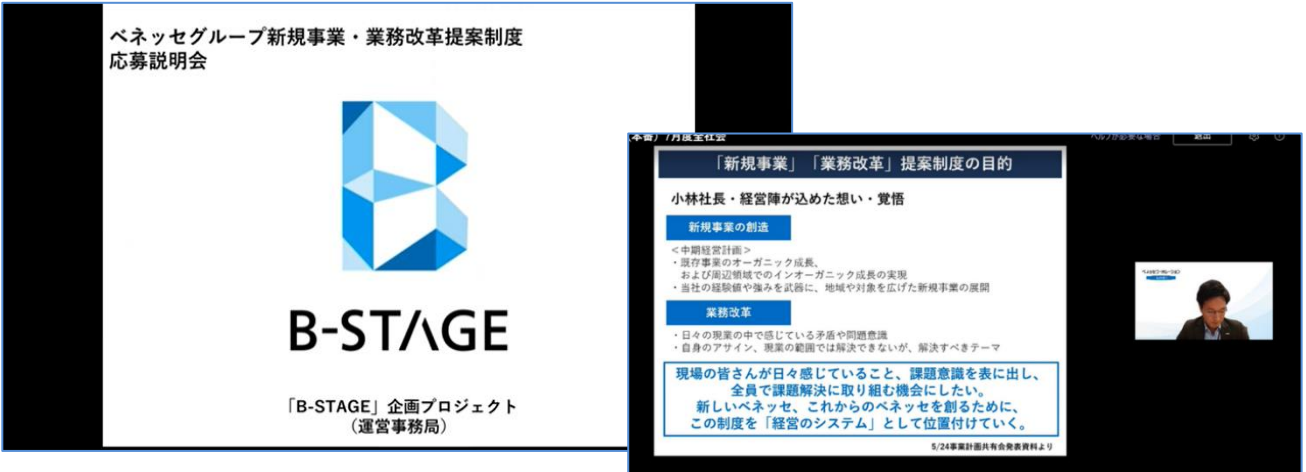 ベネッセグループ新規事業・業務改革提案制度
応募説明会
B-STAGE
「B-STAGE」企画プロジェクト
（運営事務局）
(本番）7月度全社会
ヘルプが必要な場合
退出
「新規事業」「業務改革」提案制度の目的
小林社長・経営陣が込めた想い・覚悟
新規事業の創造
＜中期経営計画＞
・既存事業のオーガニック成長、
および周辺領域でのインオーガニック成長の実現
・当社の経験値や強みを武器に、地域や対象を広げた新規事業の展開
業務改革
・日々の現業の中で感じている矛盾や問題意識
・自身のアサイン、現業の範囲では解決できないが、解決すべきテーマ
現場の皆さんが日々感じていること、課題意識を表に出し、
全員で課題解決に取り組む機会にしたい。
新しいベネッセ、これからのベネッセを創るために、
この制度を「経営のシステム」として位置付けていく。
5/24事業計画共有会発表資料より